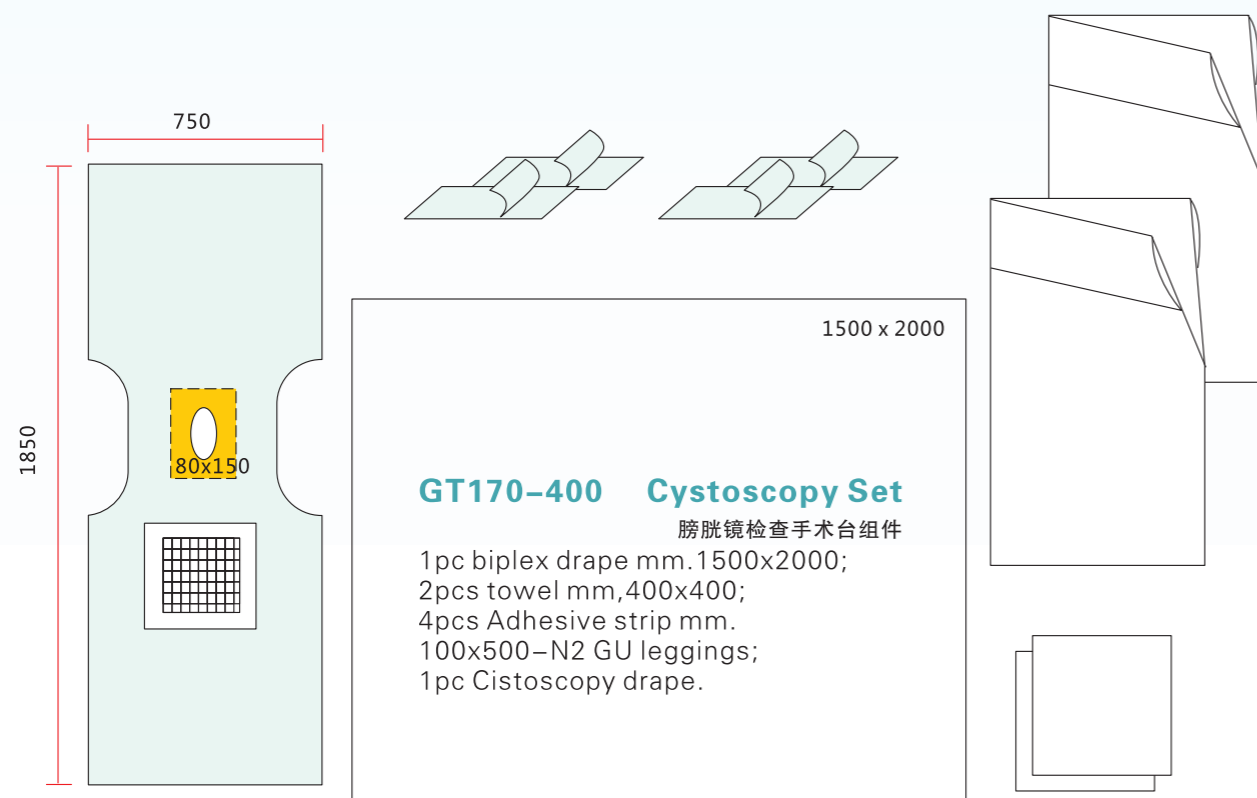 750
1850
80x150
1500 x 2000
GT170–400 Cystoscopy Set
膀胱镜检查手术台组件
1pc biplex drape mm.1500x2000;
2pcs towel mm,400x400;
4pcs Adhesive strip mm.
100x500–N2 GU leggings;
1pc Cistoscopy drape.